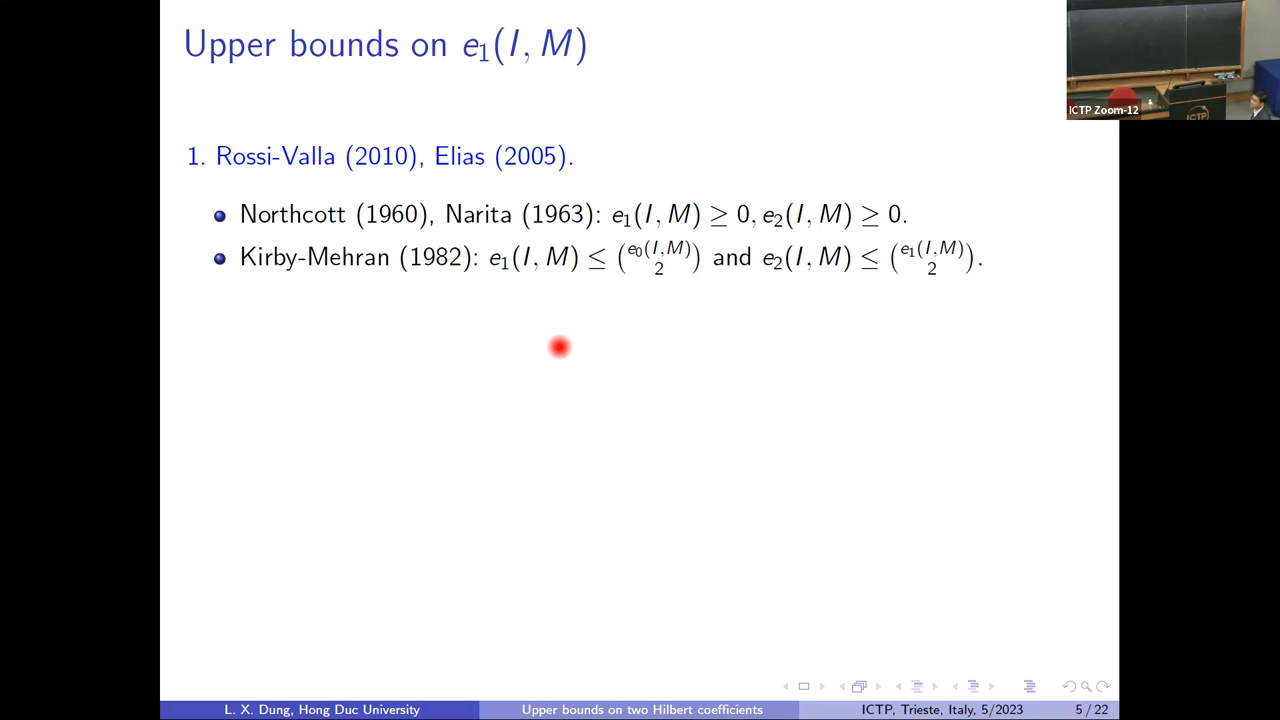 Upper bounds on e₁(I, M)
ICTP Zoom-12
ICTP
1. Rossi-Valla (2010), Elias (2005).
Northcott (1960), Narita (1963): e₁(I, M) ≥ 0, e₂(I, M) ≥ 0.
Kirby-Mehran (1982): e₁(I, M) ≤ (e₀(I,M) 2) and e₂(I, M) ≤ (e₁(I,M) 2).
L. X. Dung, Hong Duc University
Upper bounds on two Hilbert coefficients
ICTP, Trieste, Italy, 5/2023
5 / 22